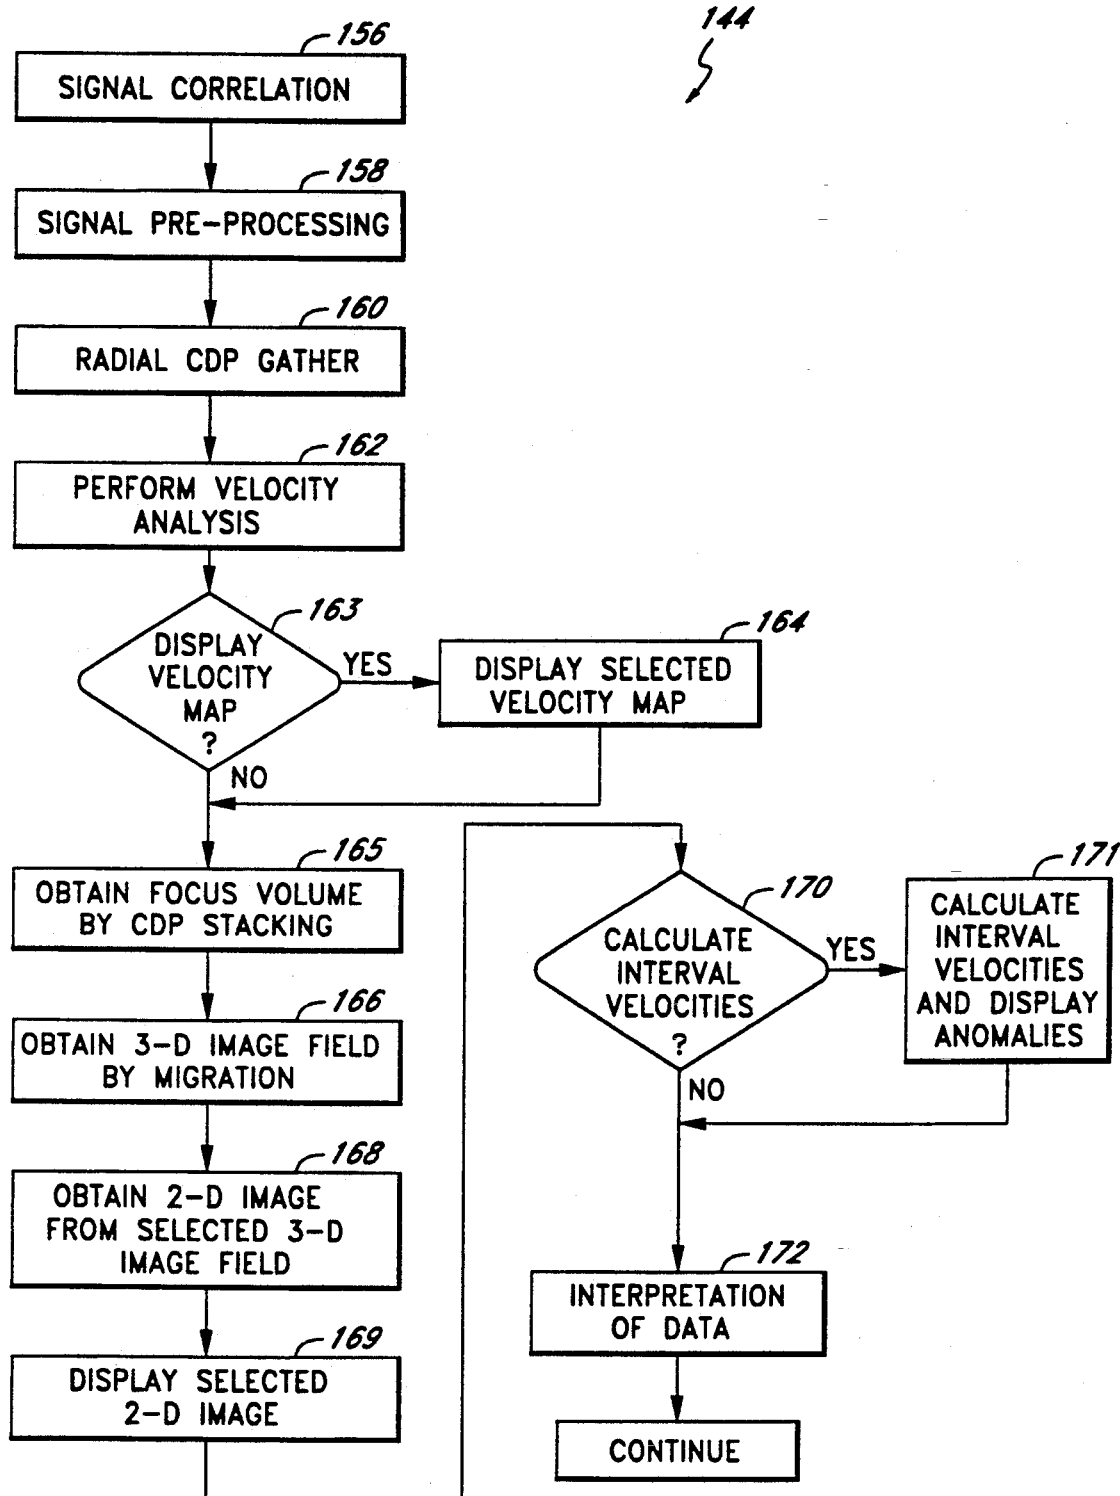 144
156
SIGNAL CORRELATION
158
SIGNAL PRE-PROCESSING
160
RADIAL CDP GATHER
162
PERFORM VELOCITY
ANALYSIS
163
DISPLAY
VELOCITY
MAP
?
YES
NO
164
DISPLAY SELECTED
VELOCITY MAP
165
OBTAIN FOCUS VOLUME
BY CDP STACKING
166
OBTAIN 3-D IMAGE FIELD
BY MIGRATION
168
OBTAIN 2-D IMAGE
FROM SELECTED 3-D
IMAGE FIELD
169
DISPLAY SELECTED
2-D IMAGE
170
CALCULATE
INTERVAL
VELOCITIES
?
YES
NO
171
CALCULATE
INTERVAL
VELOCITIES
AND DISPLAY
ANOMALIES
172
INTERPRETATION
OF DATA
CONTINUE